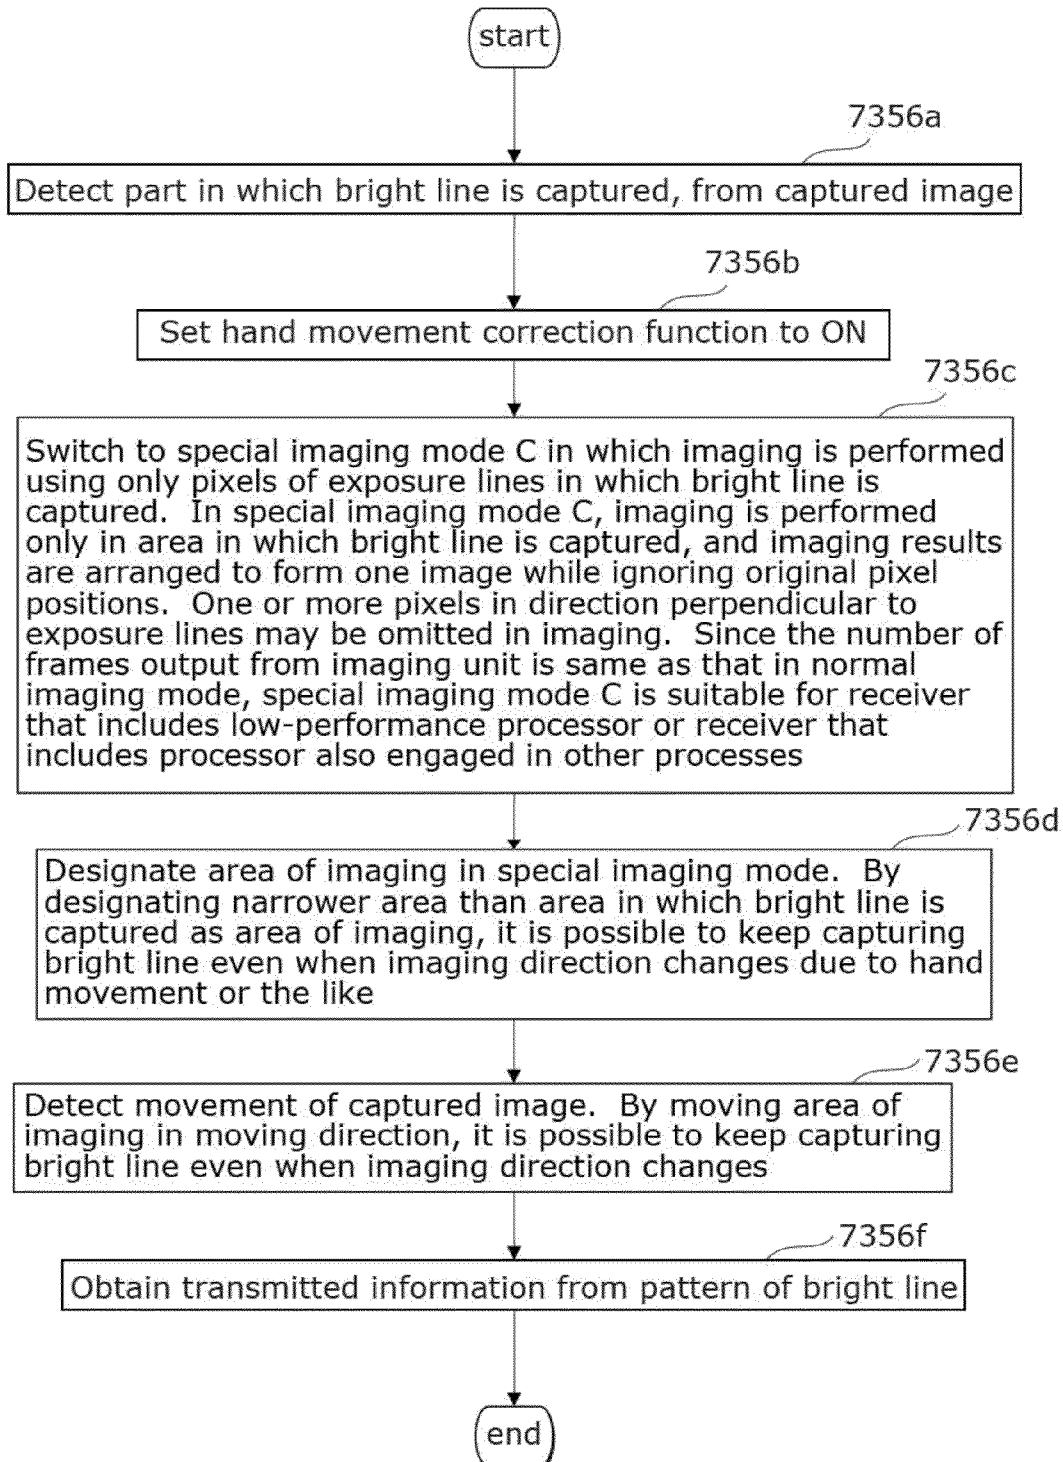 start
7356a
Detect part in which bright line is captured, from captured image
7356b
Set hand movement correction function to ON
7356c
Switch to special imaging mode C in which imaging is performed
using only pixels of exposure lines in which bright line is
captured.  In special imaging mode C, imaging is performed
only in area in which bright line is captured, and imaging results
are arranged to form one image while ignoring original pixel
positions.  One or more pixels in direction perpendicular to
exposure lines may be omitted in imaging.  Since the number of
frames output from imaging unit is same as that in normal
imaging mode, special imaging mode C is suitable for receiver
that includes low-performance processor or receiver that
includes processor also engaged in other processes
7356d
Designate area of imaging in special imaging mode.  By
designating narrower area than area in which bright line is
captured as area of imaging, it is possible to keep capturing
bright line even when imaging direction changes due to hand
movement or the like
7356e
Detect movement of captured image.  By moving area of
imaging in moving direction, it is possible to keep capturing
bright line even when imaging direction changes
7356f
Obtain transmitted information from pattern of bright line
end